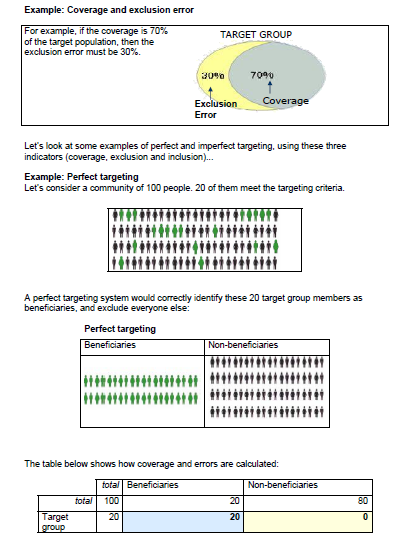 Example: Coverage and exclusion error
For example, if the coverage is 70%
of the target population, then the
exclusion error must be 30%.
TARGET GROUP
30%
70%
Exclusion
Error
Coverage
Let's look at some examples of perfect and imperfect targeting, using these three
indicators (coverage, exclusion and inclusion)...
Example: Perfect targeting
Let's consider a community of 100 people. 20 of them meet the targeting criteria.
A perfect targeting system would correctly identify these 20 target group members as
beneficiaries, and exclude everyone else:
Perfect targeting
Beneficiaries Non-beneficiaries
The table below shows how coverage and errors are calculated:
total Beneficiaries Non-beneficiaries
total 100 20 80
Target
group 20 20 0